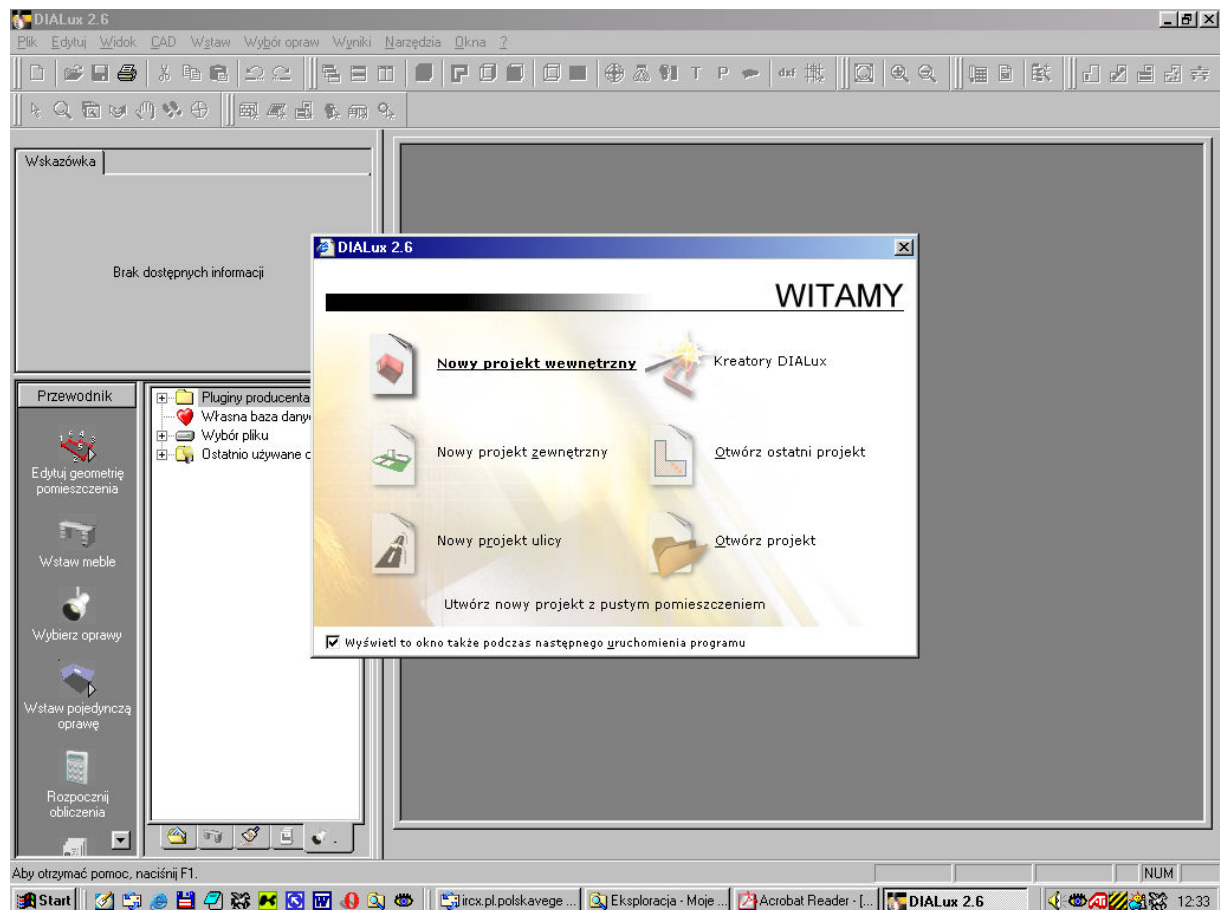 DIALux 2.6
Plik Edytuj Widok CAD Wstaw Wybór opraw Wyniki Narzędzia Okna ?
T P dxf
Wskazówka
Brak dostępnych informacji
Przewodnik
Edytuj geometrię
pomieszczenia
Wstaw meble
Wybierz oprawy
Wstaw pojedynczą
oprawę
Rozpocznij
obliczenia
Pluginy producenta
Własna baza dany
Wybór pliku
Ostatnio używane
DIALux 2.6
WITAMY
Nowy projekt wewnętrzny
Kreatory DIALux
Nowy projekt zewnętrzny
Otwórz ostatni projekt
Nowy projekt ulicy
Otwórz projekt
Utwórz nowy projekt z pustym pomieszczeniem
Wyświetl to okno także podczas następnego uruchomienia programu
Aby otrzymać pomoc, naciśnij F1.
NUM
Start
ircx.pl.polskavege ...
Eksploracja - Moje ...
Acrobat Reader - [...
DIALux 2.6
12:33